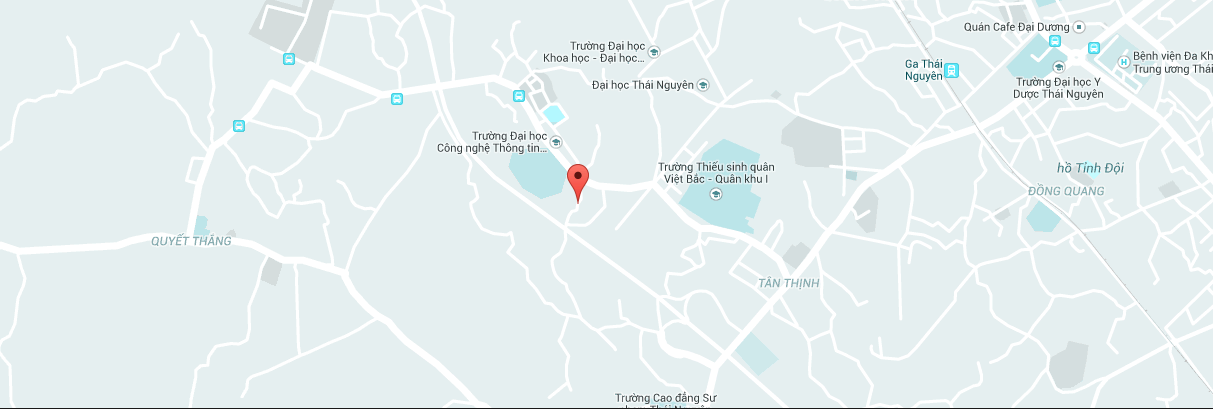 Quán Cafe Đại Dương
Trường Đại học
Khoa học - Đại học...
Bệnh viện Đa Kh
Trung ương Thái
Ga Thái
Nguyên
Đại học Thái Nguyên
Trường Đại học Y
Dược Thái Nguyên
Trường Đại học
Công nghệ Thông tin...
Trường Thiếu sinh quân
Việt Bắc - Quân khu I
hồ Tỉnh Đội
ĐỒNG QUANG
QUYẾT THẮNG
TÂN THỊNH
Trường Cao đẳng Sư